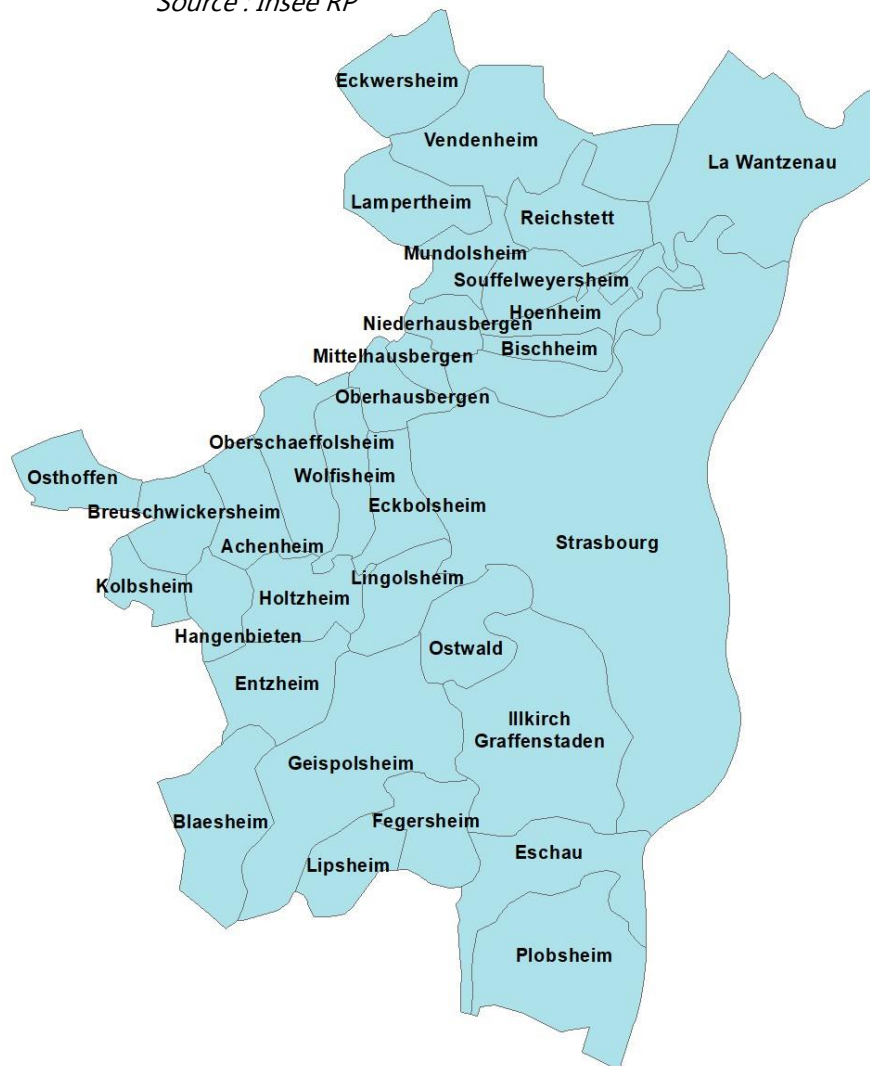 Source : Insee RP
Eckwersheim
Vendenheim
La Wantzenau
Lampertheim
Reichstett
Mundolsheim
Souffelweyersheim
Hoenheim
Niederhausbergen
Bischheim
Mittelhausbergen
Oberhausbergen
Oberschaeffolsheim
Wolfisheim
Osthoffen
Eckbolsheim
Breuschwickersheim
Strasbourg
Achenheim
Lingolsheim
Kolbsheim
Holtzheim
Hangenbieten
Ostwald
Entzheim
Illkirch
Graffenstaden
Geispolsheim
Blaesheim
Fegersheim
Eschau
Lipsheim
Plobsheim